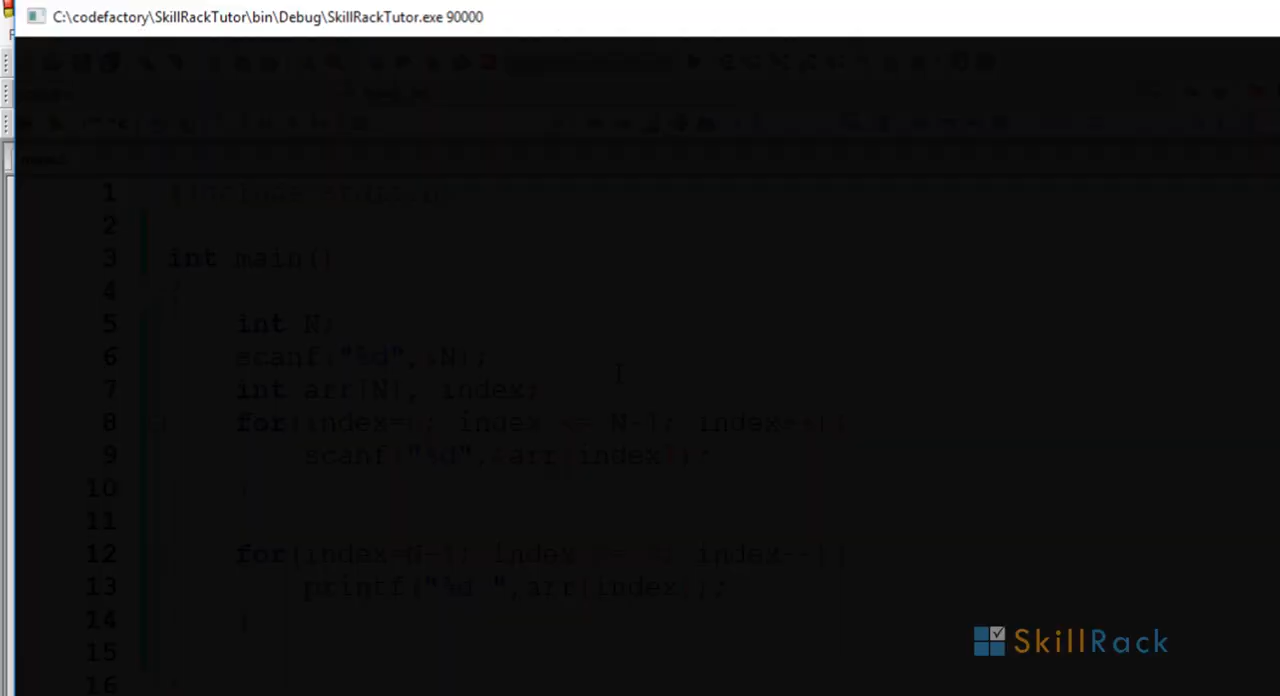 C:\codefactory\SkillRackTutor\bin\Debug\SkillRackTutor.exe 90000
1
2
3 int main()
4 {
5 int N;
6 scanf("%d",&N);
7 int arr[N], index;
8 for(index=0; index <= N-1; index++){
9 scanf("%d",&arr[index]);
10 }
11
12 for(index=N-1; index >= 0; index--){
13 printf("%d ",arr[index]);
14 }
15
16
SkillRack